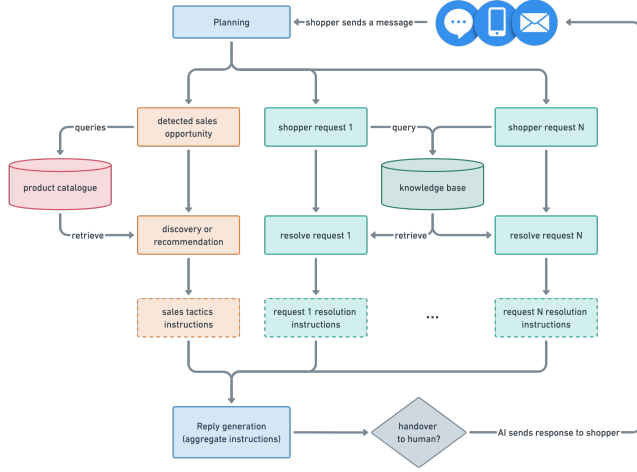 Planning
shopper sends a message
detected sales
opportunity
shopper request 1
shopper request N
queries
query
product catalogue
knowledge base
retrieve
discovery or
recommendation
resolve request 1
retrieve
resolve request N
sales tactics
instructions
request 1 resolution
instructions
...
request N resolution
instructions
Reply generation
(aggregate instructions)
handover
to human?
AI sends response to shopper